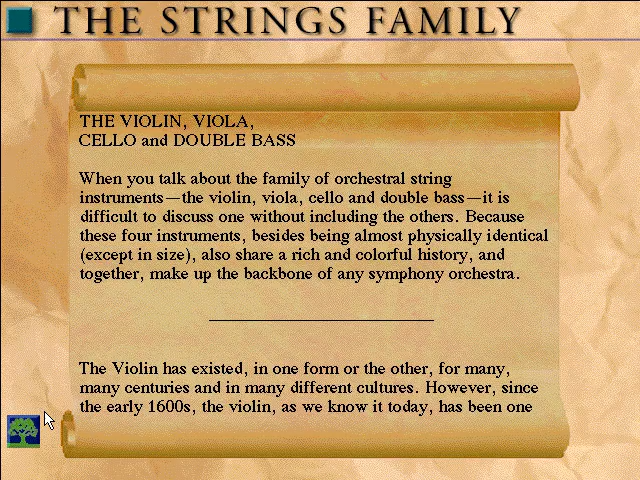 THE STRINGS FAMILY
THE VIOLIN, VIOLA,
CELLO and DOUBLE BASS
When you talk about the family of orchestral string
instruments—the violin, viola, cello and double bass—it is
difficult to discuss one without including the others. Because
these four instruments, besides being almost physically identical
(except in size), also share a rich and colorful history, and
together, make up the backbone of any symphony orchestra.
The Violin has existed, in one form or the other, for many,
many centuries and in many different cultures. However, since
the early 1600s, the violin, as we know it today, has been one